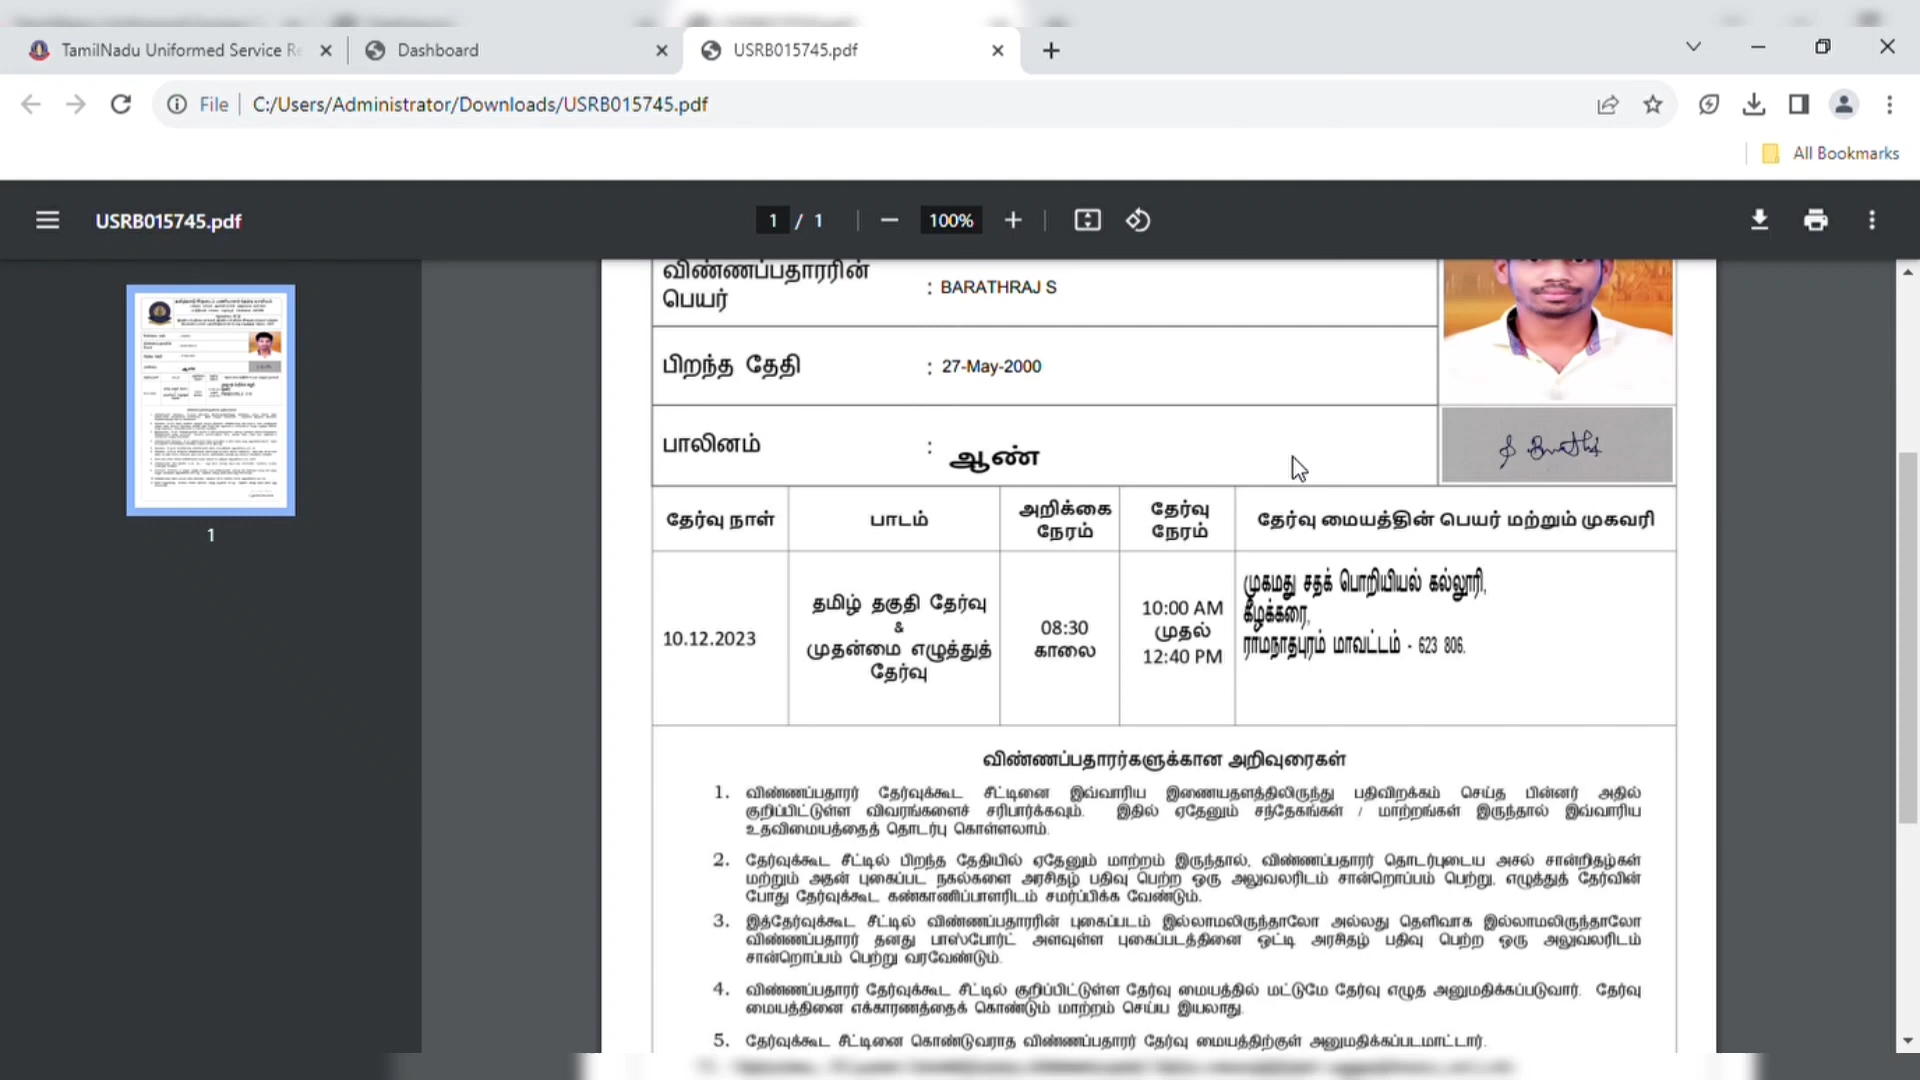 TamilNadu Uniformed Service Re
Dashboard
USRB015745.pdf
File
C:/Users/Administrator/Downloads/USRB015745.pdf
All Bookmarks
USRB015745.pdf
1 / 1
100%
1
விண்ணப்பதாரரின்
பெயர்
: BARATHRAJ S
பிறந்த தேதி
: 27-May-2000
பாலினம்
: ஆண்
தேர்வு நாள்
பாடம்
அறிக்கை
நேரம்
தேர்வு
நேரம்
தேர்வு மையத்தின் பெயர் மற்றும் முகவரி
10.12.2023
தமிழ் தகுதி தேர்வு
&
முதன்மை எழுத்துத்
தேர்வு
08:30
காலை
10:00 AM
முதல்
12:40 PM
முகமது சதக் பொறியியல் கல்லூரி,
கீழக்கரை,
ராமநாதபுரம் மாவட்டம் - 623 806.
விண்ணப்பதாரர்களுக்கான அறிவுரைகள்
1. விண்ணப்பதாரர் தேர்வுக்கூட சீட்டினை இவ்வாரிய இணையதளத்திலிருந்து பதிவிறக்கம் செய்த பின்னர் அதில்
குறிப்பிட்டுள்ள விவரங்களைச் சரிபார்க்கவும். இதில் ஏதேனும் சந்தேகங்கள் / மாற்றங்கள் இருந்தால் இவ்வாரிய
உதவிமையத்தைத் தொடர்பு கொள்ளலாம்.
2. தேர்வுக்கூட சீட்டில் பிறந்த தேதியில் ஏதேனும் மாற்றம் இருந்தால், விண்ணப்பதாரர் தொடர்புடைய அசல் சான்றிதழ்கள்
மற்றும் அதன் புகைப்பட நகல்களை அரசிதழ் பதிவு பெற்ற ஒரு அலுவலரிடம் சான்றொப்பம் பெற்று, எழுத்துத் தேர்வின்
போது தேர்வுக்கூட கண்காணிப்பாளரிடம் சமர்ப்பிக்க வேண்டும்.
3. இத்தேர்வுக்கூட சீட்டில் விண்ணப்பதாரரின் புகைப்படம் இல்லாமலிருந்தாலோ அல்லது தெளிவாக இல்லாமலிருந்தாலோ
விண்ணப்பதாரர் தனது பாஸ்போர்ட் அளவுள்ள புகைப்படத்தினை ஒட்டி அரசிதழ் பதிவு பெற்ற ஒரு அலுவலரிடம்
சான்றொப்பம் பெற்று வரவேண்டும்.
4. விண்ணப்பதாரர் தேர்வுக்கூட சீட்டில் குறிப்பிட்டுள்ள தேர்வு மையத்தில் மட்டுமே தேர்வு எழுத அனுமதிக்கப்படுவார். தேர்வு
மையத்தினை எக்காரணத்தைக் கொண்டும் மாற்றம் செய்ய இயலாது.
5. தேர்வுக்கூட சீட்டினை கொண்டுவராத விண்ணப்பதாரர் தேர்வு மையத்திற்குள் அனுமதிக்கப்படமாட்டார்.